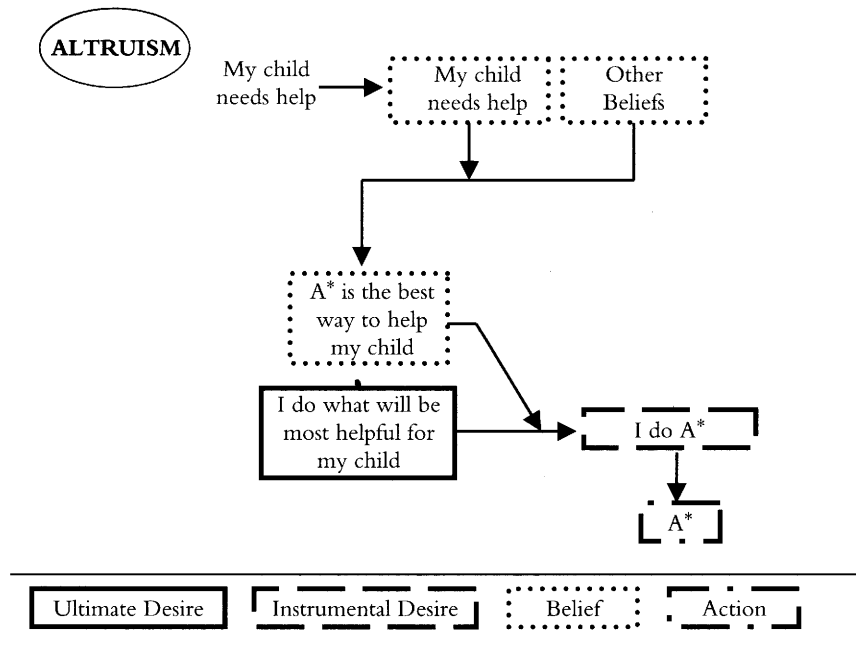 ALTRUISM
My child
needs help
My child
needs help
Other
Beliefs
A* is the best
way to help
my child
I do what will be
most helpful for
my child
I do A*
A*
Ultimate Desire
Instrumental Desire
Belief
Action